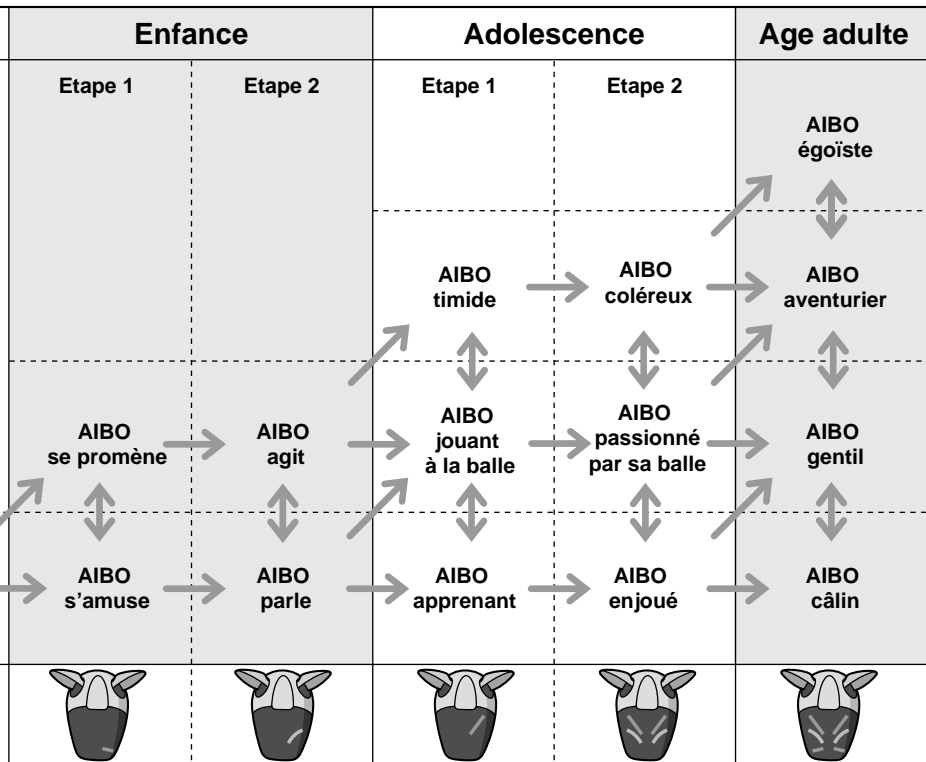 Enfance
Adolescence
Age adulte
Etape 1
Etape 2
Etape 1
Etape 2
AIBO
égoïste
AIBO
timide
AIBO
coléreux
AIBO
aventurier
AIBO
se promène
AIBO
agit
AIBO
jouant
à la balle
AIBO
passionné
par sa balle
AIBO
gentil
AIBO
s’amuse
AIBO
parle
AIBO
apprenant
AIBO
enjoué
AIBO
câlin